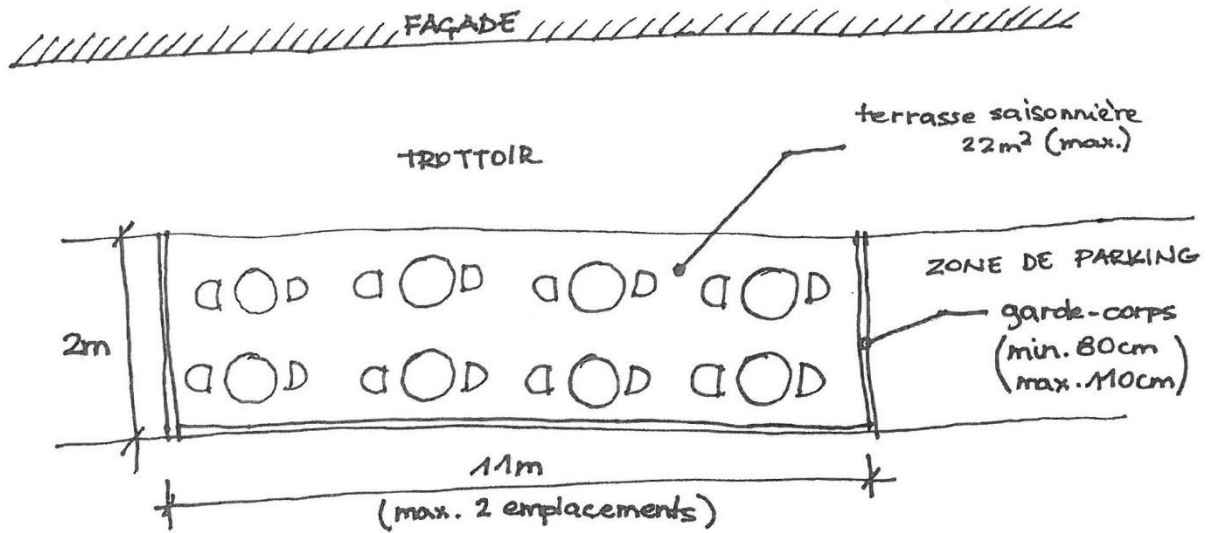 FAÇADE
terrasse saisonnière
22m² (max.)
TROTTOIR
ZONE DE PARKING
garde-corps
(min. 80cm
max. 110cm)
2m
11m
(max. 2 emplacements)